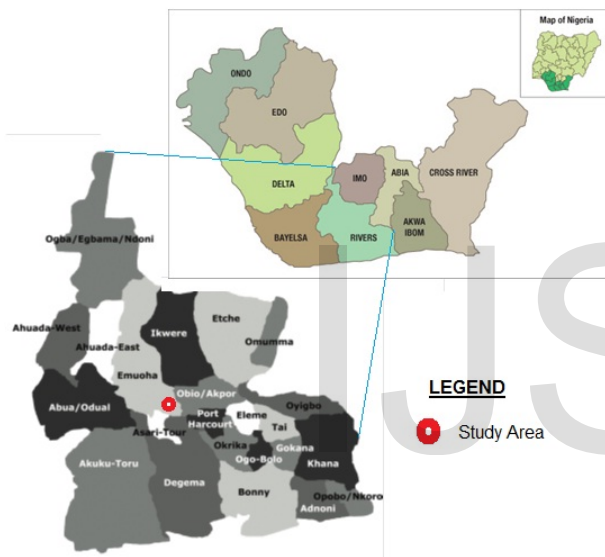 Map of Nigeria
ONDO
EDO
DELTA
IMO
ABIA
CROSS RIVER
BAYELSA
RIVERS
AKWA
IBOM
Ogba/Egbama/Ndoni
Ahuada-West
Ahuada-East
Ikwere
Etche
Omumma
Emuoha
Obio/Akpor
Abua/Odual
Port
Harcourt
Eleme
Oyigbo
Tai
Asari-Tour
Okrika
Gokana
Ogo-Bolo
Khana
Akuku-Toru
Degema
Bonny
Opobo/Nkoro
Adnoni
LEGEND
Study Area
IJS